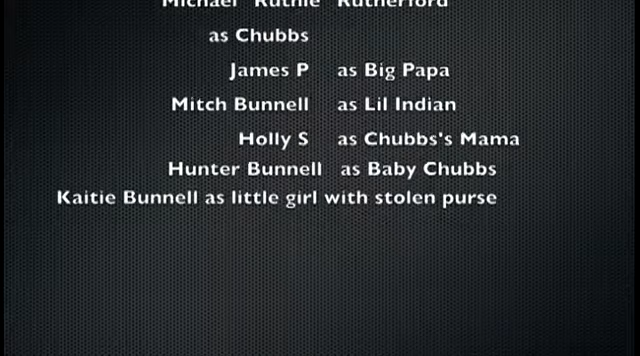 Michael "Ruthie" Rutherford
as Chubbs
James P as Big Papa
Mitch Bunnell as Lil Indian
Holly S as Chubbs's Mama
Hunter Bunnell as Baby Chubbs
Kaitie Bunnell as little girl with stolen purse